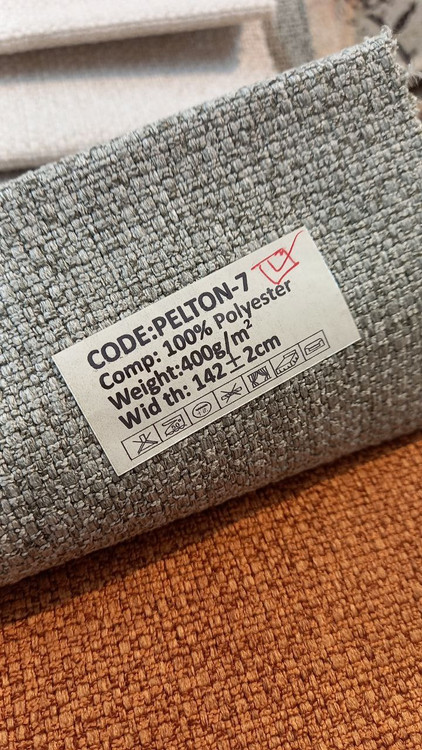 CODE:PELTON-7
Comp: 100% Polyester
Weight:400g/m²
Wid th: 142±2cm